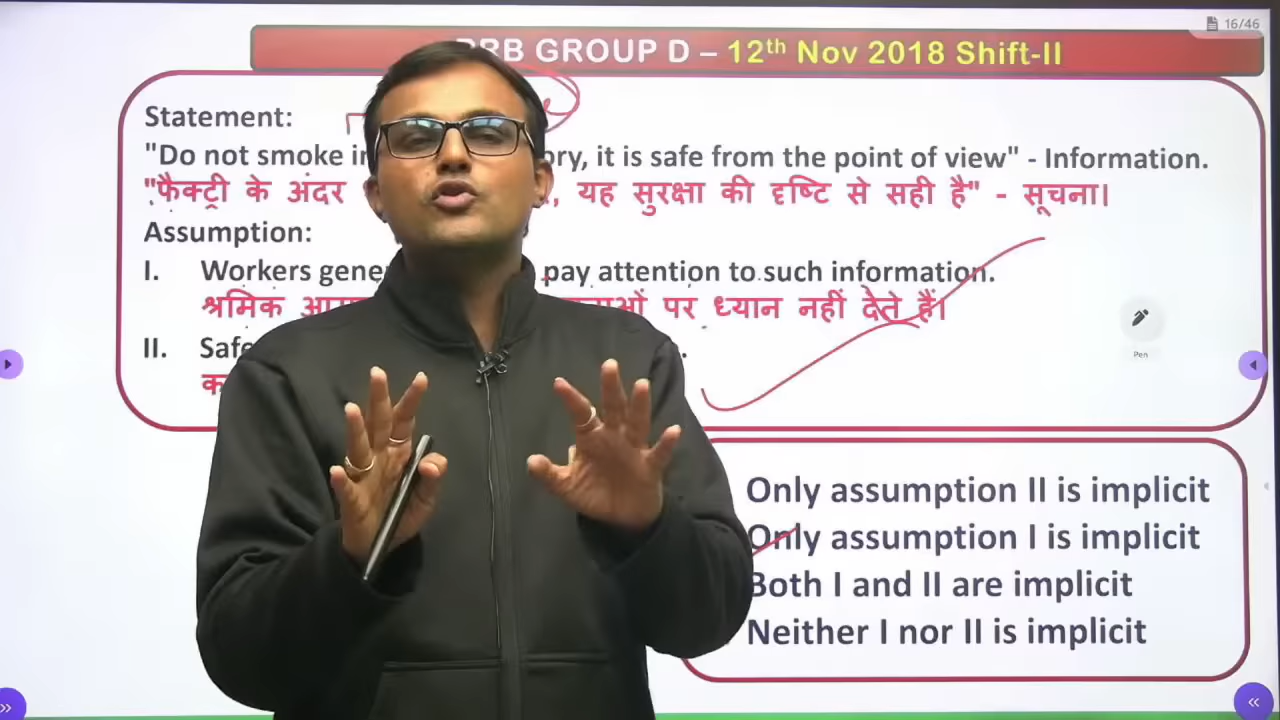 16/46
RRB GROUP D – 12th Nov 2018 Shift-II
Statement:
"Do not smoke in ory, it is safe from the point of view" - Information.
"फैक्ट्री के अंदर यह सुरक्षा की दृष्टि से सही है" - सूचना।
Assumption:
I. Workers gene pay attention to such information.
श्रमिक पर ध्यान नहीं देते हैं।
II. Safe
Pen
Only assumption II is implicit
Only assumption I is implicit
Both I and II are implicit
Neither I nor II is implicit